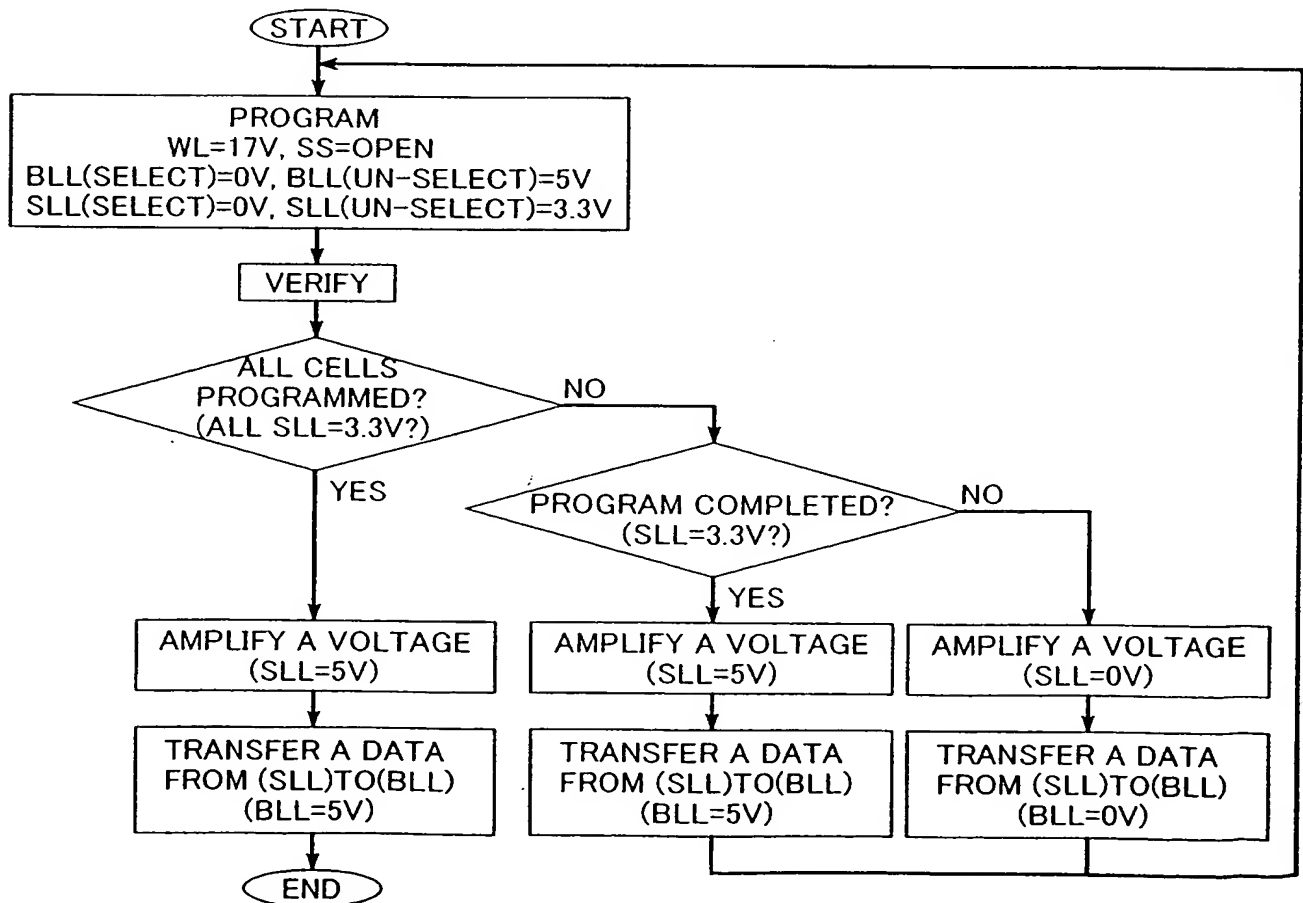 START
PROGRAM
WL=17V, SS=OPEN
BLL(SELECT)=0V, BLL(UN-SELECT)=5V
SLL(SELECT)=0V, SLL(UN-SELECT)=3.3V
VERIFY
ALL CELLS
PROGRAMMED?
(ALL SLL=3.3V?)
NO
YES
PROGRAM COMPLETED?
(SLL=3.3V?)
NO
YES
AMPLIFY A VOLTAGE
(SLL=5V)
AMPLIFY A VOLTAGE
(SLL=5V)
AMPLIFY A VOLTAGE
(SLL=0V)
TRANSFER A DATA
FROM (SLL)TO(BLL)
(BLL=5V)
TRANSFER A DATA
FROM (SLL)TO(BLL)
(BLL=5V)
TRANSFER A DATA
FROM (SLL)TO(BLL)
(BLL=0V)
END